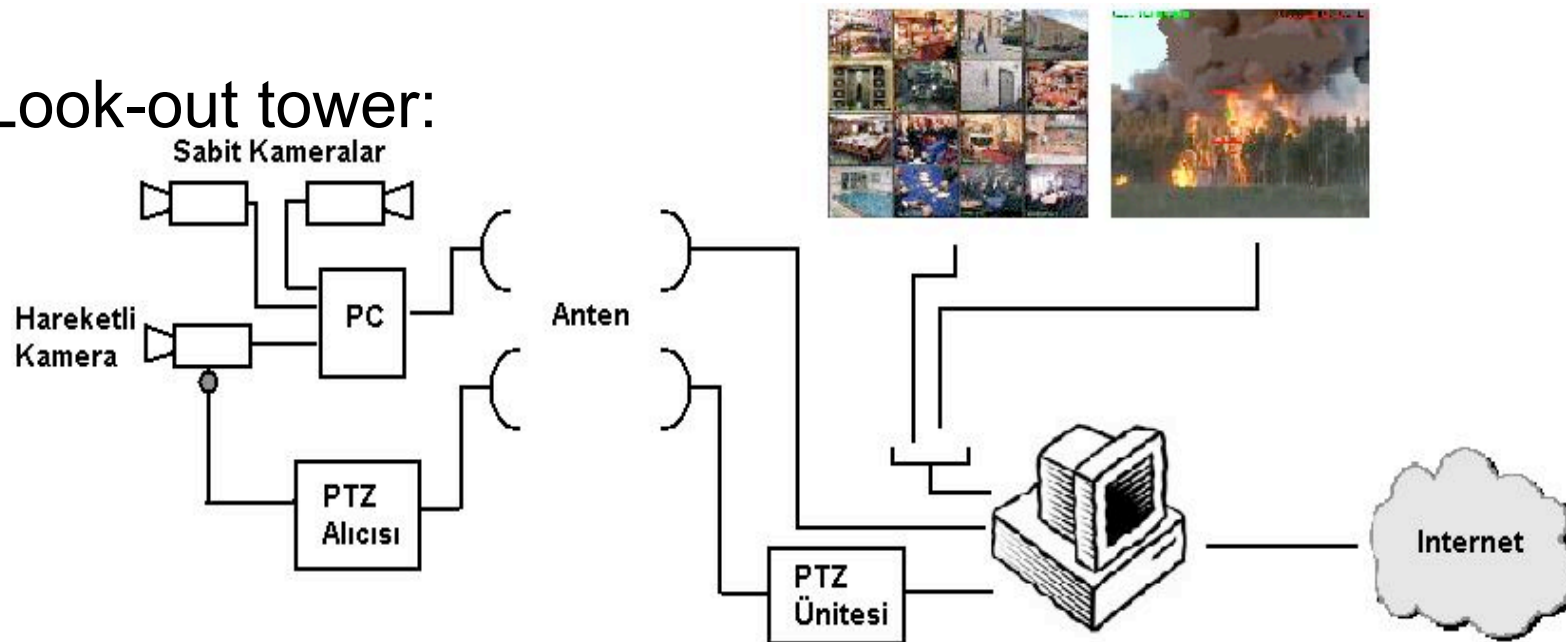 Look-out tower:
Sabit Kameralar
Hareketli
Kamera
PC
Anten
PTZ
Alıcısı
PTZ
Ünitesi
Internet